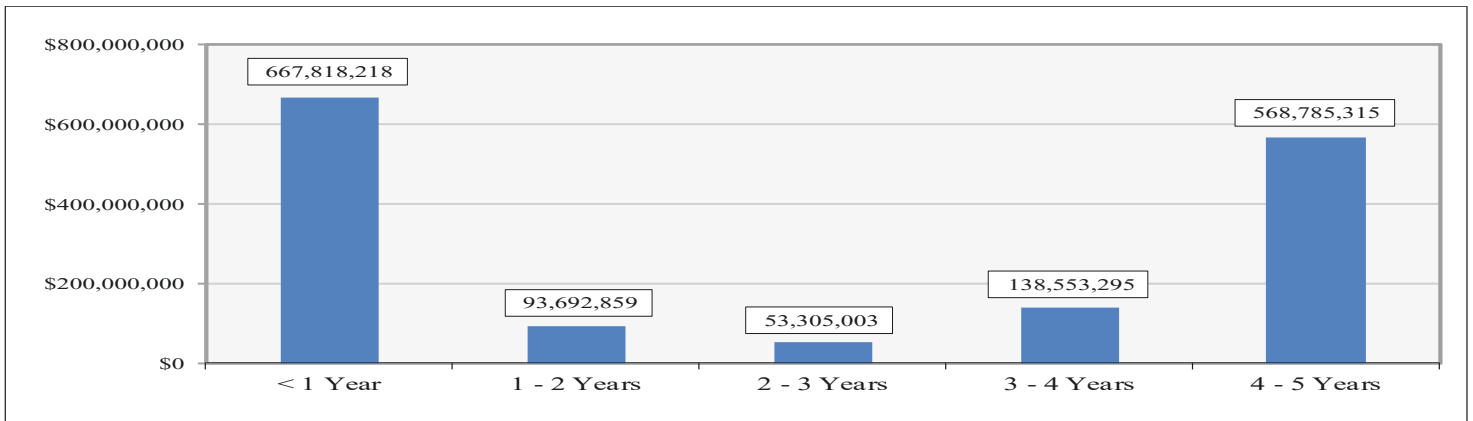 $800,000,000
667,818,218
568,785,315
$600,000,000
$400,000,000
$200,000,000
138,553,295
93,692,859
53,305,003
$0
< 1 Year
1 - 2 Years
2 - 3 Years
3 - 4 Years
4 - 5 Years